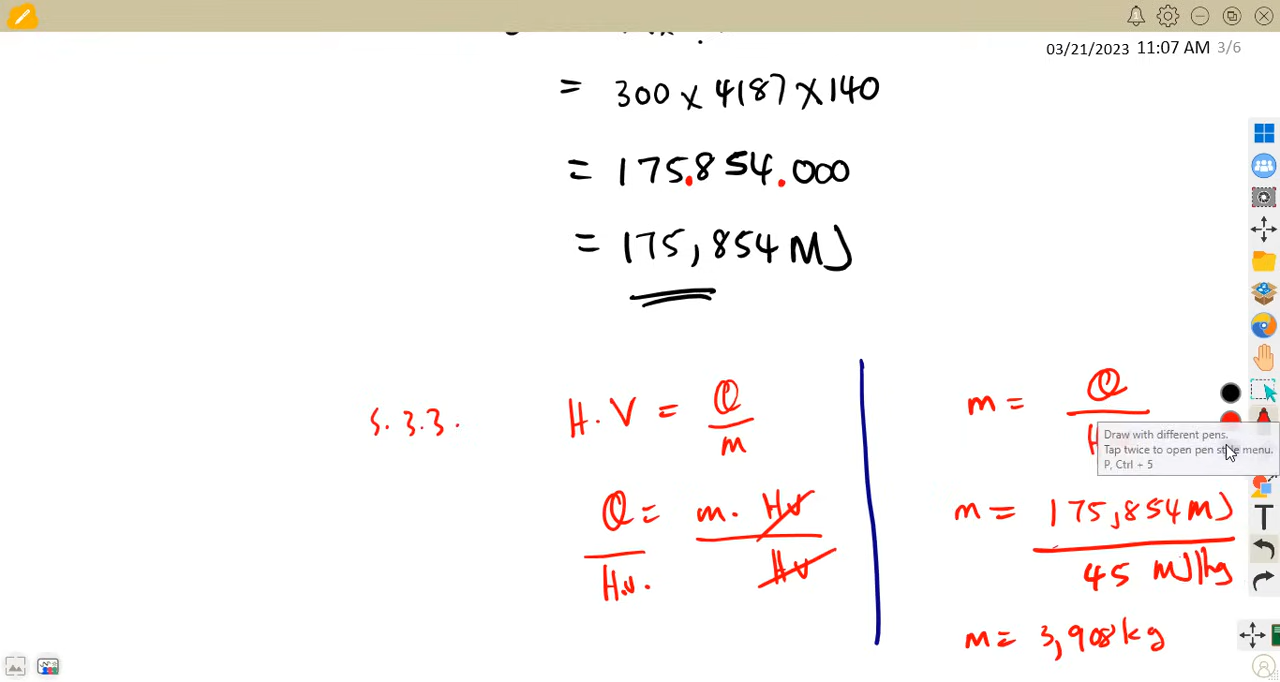 03/21/2023 11:07 AM 3/6
= 300 x 4187 x 140
= 175.854.000
= 175,854 MJ
5.3.3. H.V = Q/m
Q/H.v. = m. Hv/Hv
m = Q/H
Draw with different pens.
Tap twice to open pen style menu.
P, Ctrl + 5
m = 175,854 MJ/45 MJ/kg
m = 3,908 kg
T